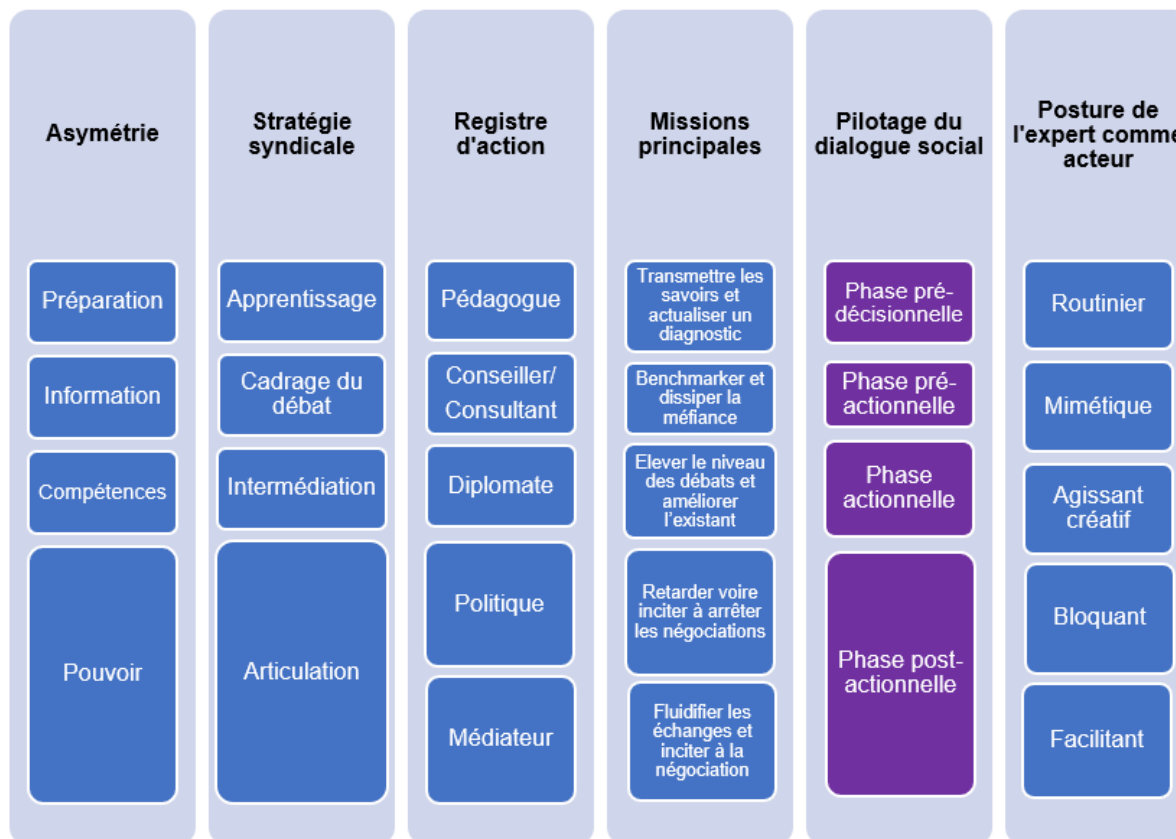 Asymétrie
Préparation
Information
Compétences
Pouvoir
Stratégie
syndicale
Apprentissage
Cadrage du
débat
Intermédiation
Articulation
Registre
d'action
Pédagogue
Conseiller/
Consultant
Diplomate
Politique
Médiateur
Missions
principales
Transmettre les
savoirs et
actualiser un
diagnostic
Benchmarker et
dissiper la
méfiance
Elever le niveau
des débats et
améliorer
l’existant
Retarder voire
inciter à arrêter
les négociations
Fluidifier les
échanges et
inciter à la
négociation
Pilotage du
dialogue social
Phase pré-
décisionnelle
Phase pré-
actionnelle
Phase
actionnelle
Phase post-
actionnelle
Posture de
l'expert comme
acteur
Routinier
Mimétique
Agissant
créatif
Bloquant
Facilitant